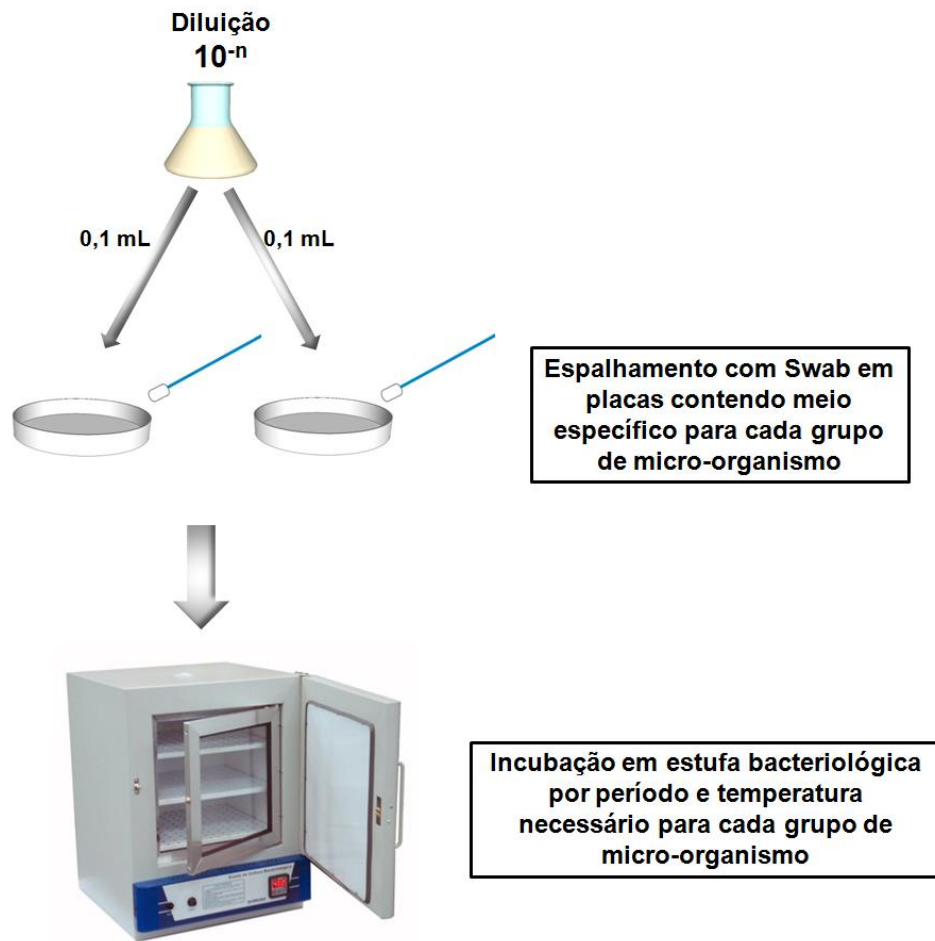 Diluição
10⁻ⁿ
0,1 mL
0,1 mL
Espalhamento com Swab em
placas contendo meio
específico para cada grupo
de micro-organismo
Incubação em estufa bacteriológica
por período e temperatura
necessário para cada grupo de
micro-organismo